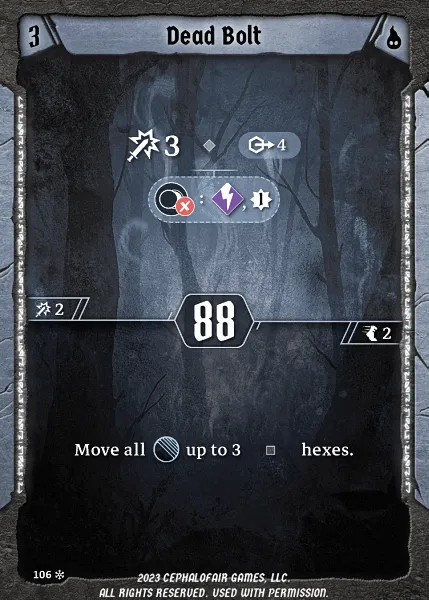 3 Dead Bolt
3 4
1
2
88
2
Move all up to 3 hexes.
106
2023 CEPHALOFAIR GAMES, LLC.
ALL RIGHTS RESERVED. USED WITH PERMISSION.